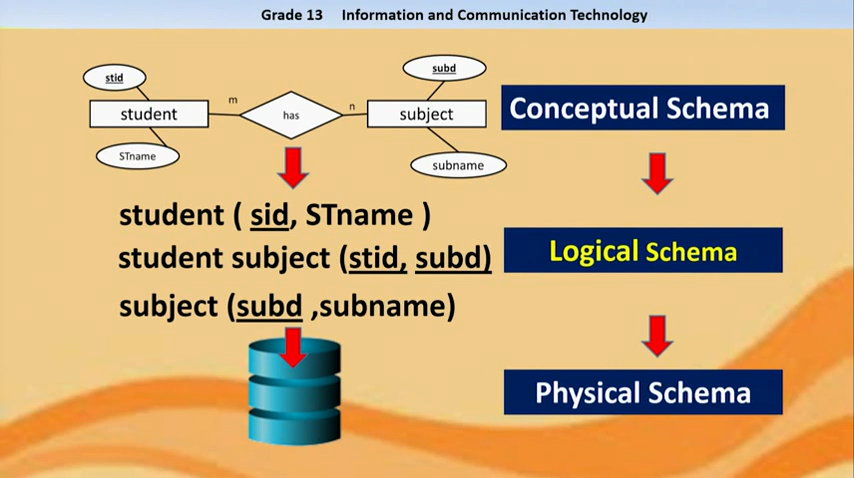 Grade 13 Information and Communication Technology
stid
subd
m
n
student
has
subject
STname
subname
Conceptual Schema
student ( sid, STname )
student subject (stid, subd)
subject (subd ,subname)
Logical Schema
Physical Schema